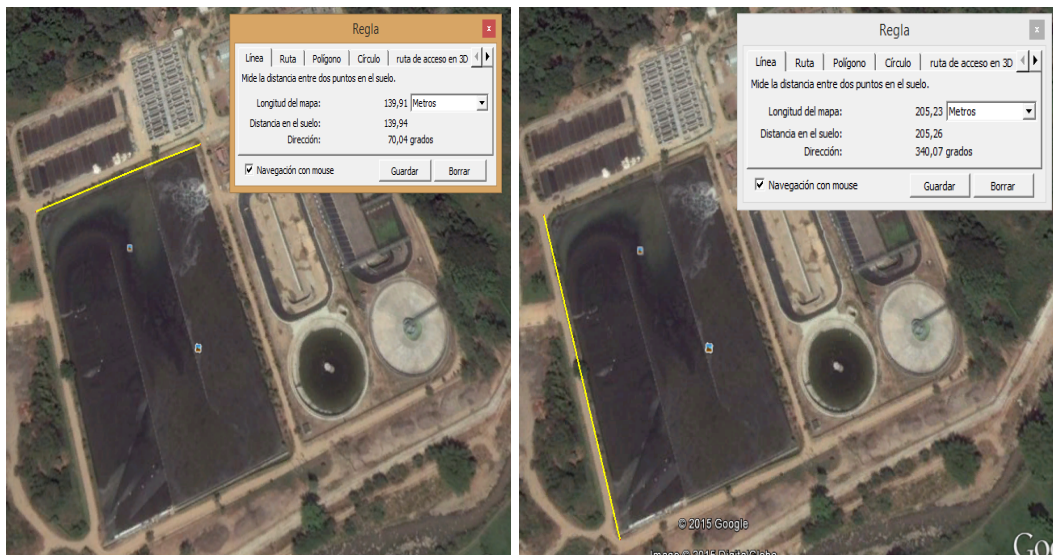 Regla
x
Línea Ruta Polígono Círculo ruta de acceso en 3D
Mide la distancia entre dos puntos en el suelo.
Longitud del mapa: 139,91 Metros
Distancia en el suelo: 139,94
Dirección: 70,04 grados
Navegación con mouse Guardar Borrar
Regla
x
Línea Ruta Polígono Círculo ruta de acceso en 3D
Mide la distancia entre dos puntos en el suelo.
Longitud del mapa: 205,23 Metros
Distancia en el suelo: 205,26
Dirección: 340,07 grados
Navegación con mouse Guardar Borrar
© 2015 Google
Image © 2015 DigitalGlobe
Goo